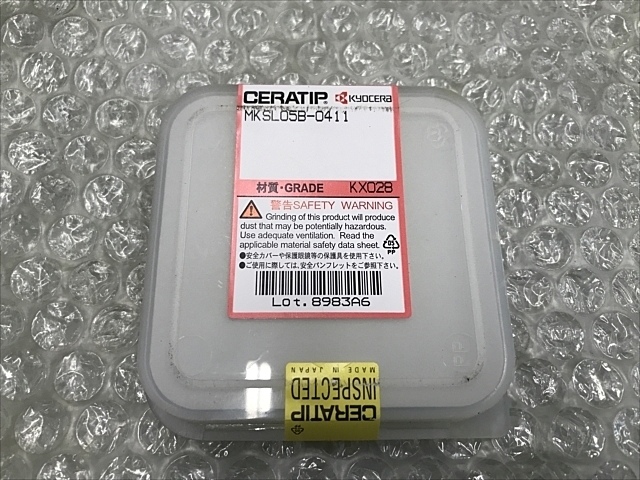 CERATIP® KYOCERA
MKSL05B-0411
材質・GRADE KX028
警告SAFETY WARNING
Grinding of this product will produce
dust that may be potentially hazardous.
Use adequate ventilation. Read the
applicable material safety data sheet.
PP
●安全カバーや保護眼鏡等の保護具を使用下さい。
●ご使用に際しては、安全パンフレットをご参照下さい。
Lot.8983A6
CERATIP
INSPECTED
MADE IN JAPAN